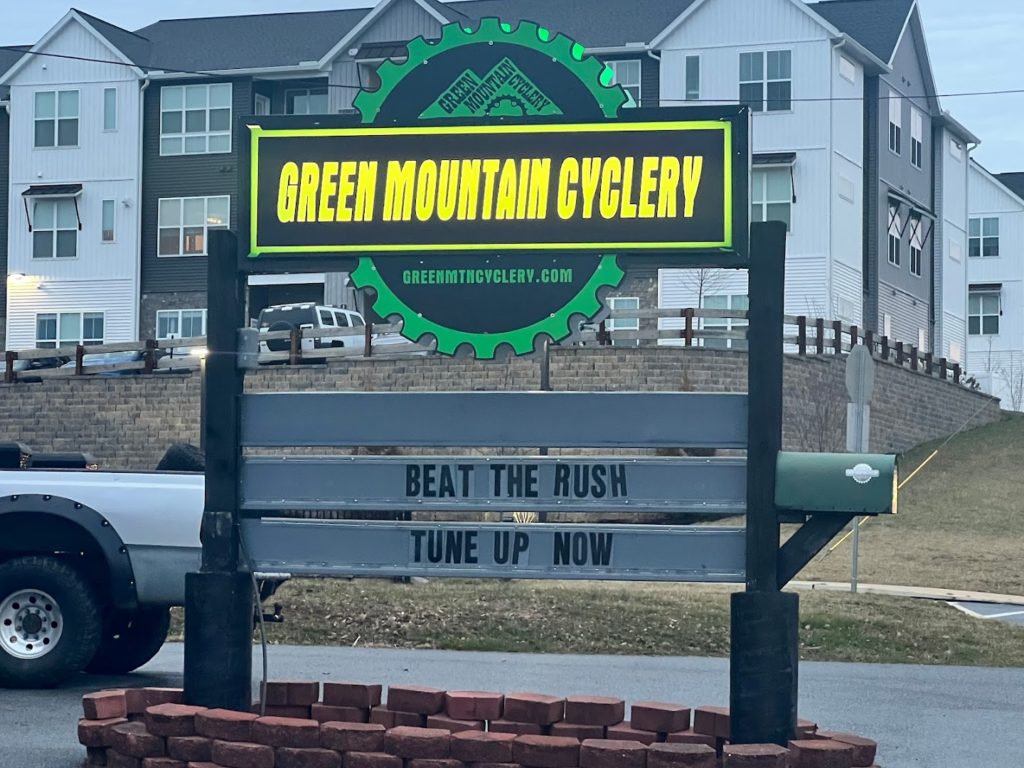 GREEN MOUNTAIN CYCLERY
GREEN MOUNTAIN CYCLERY
GREENMTNCYCLERY.COM
BEAT THE RUSH
TUNE UP NOW